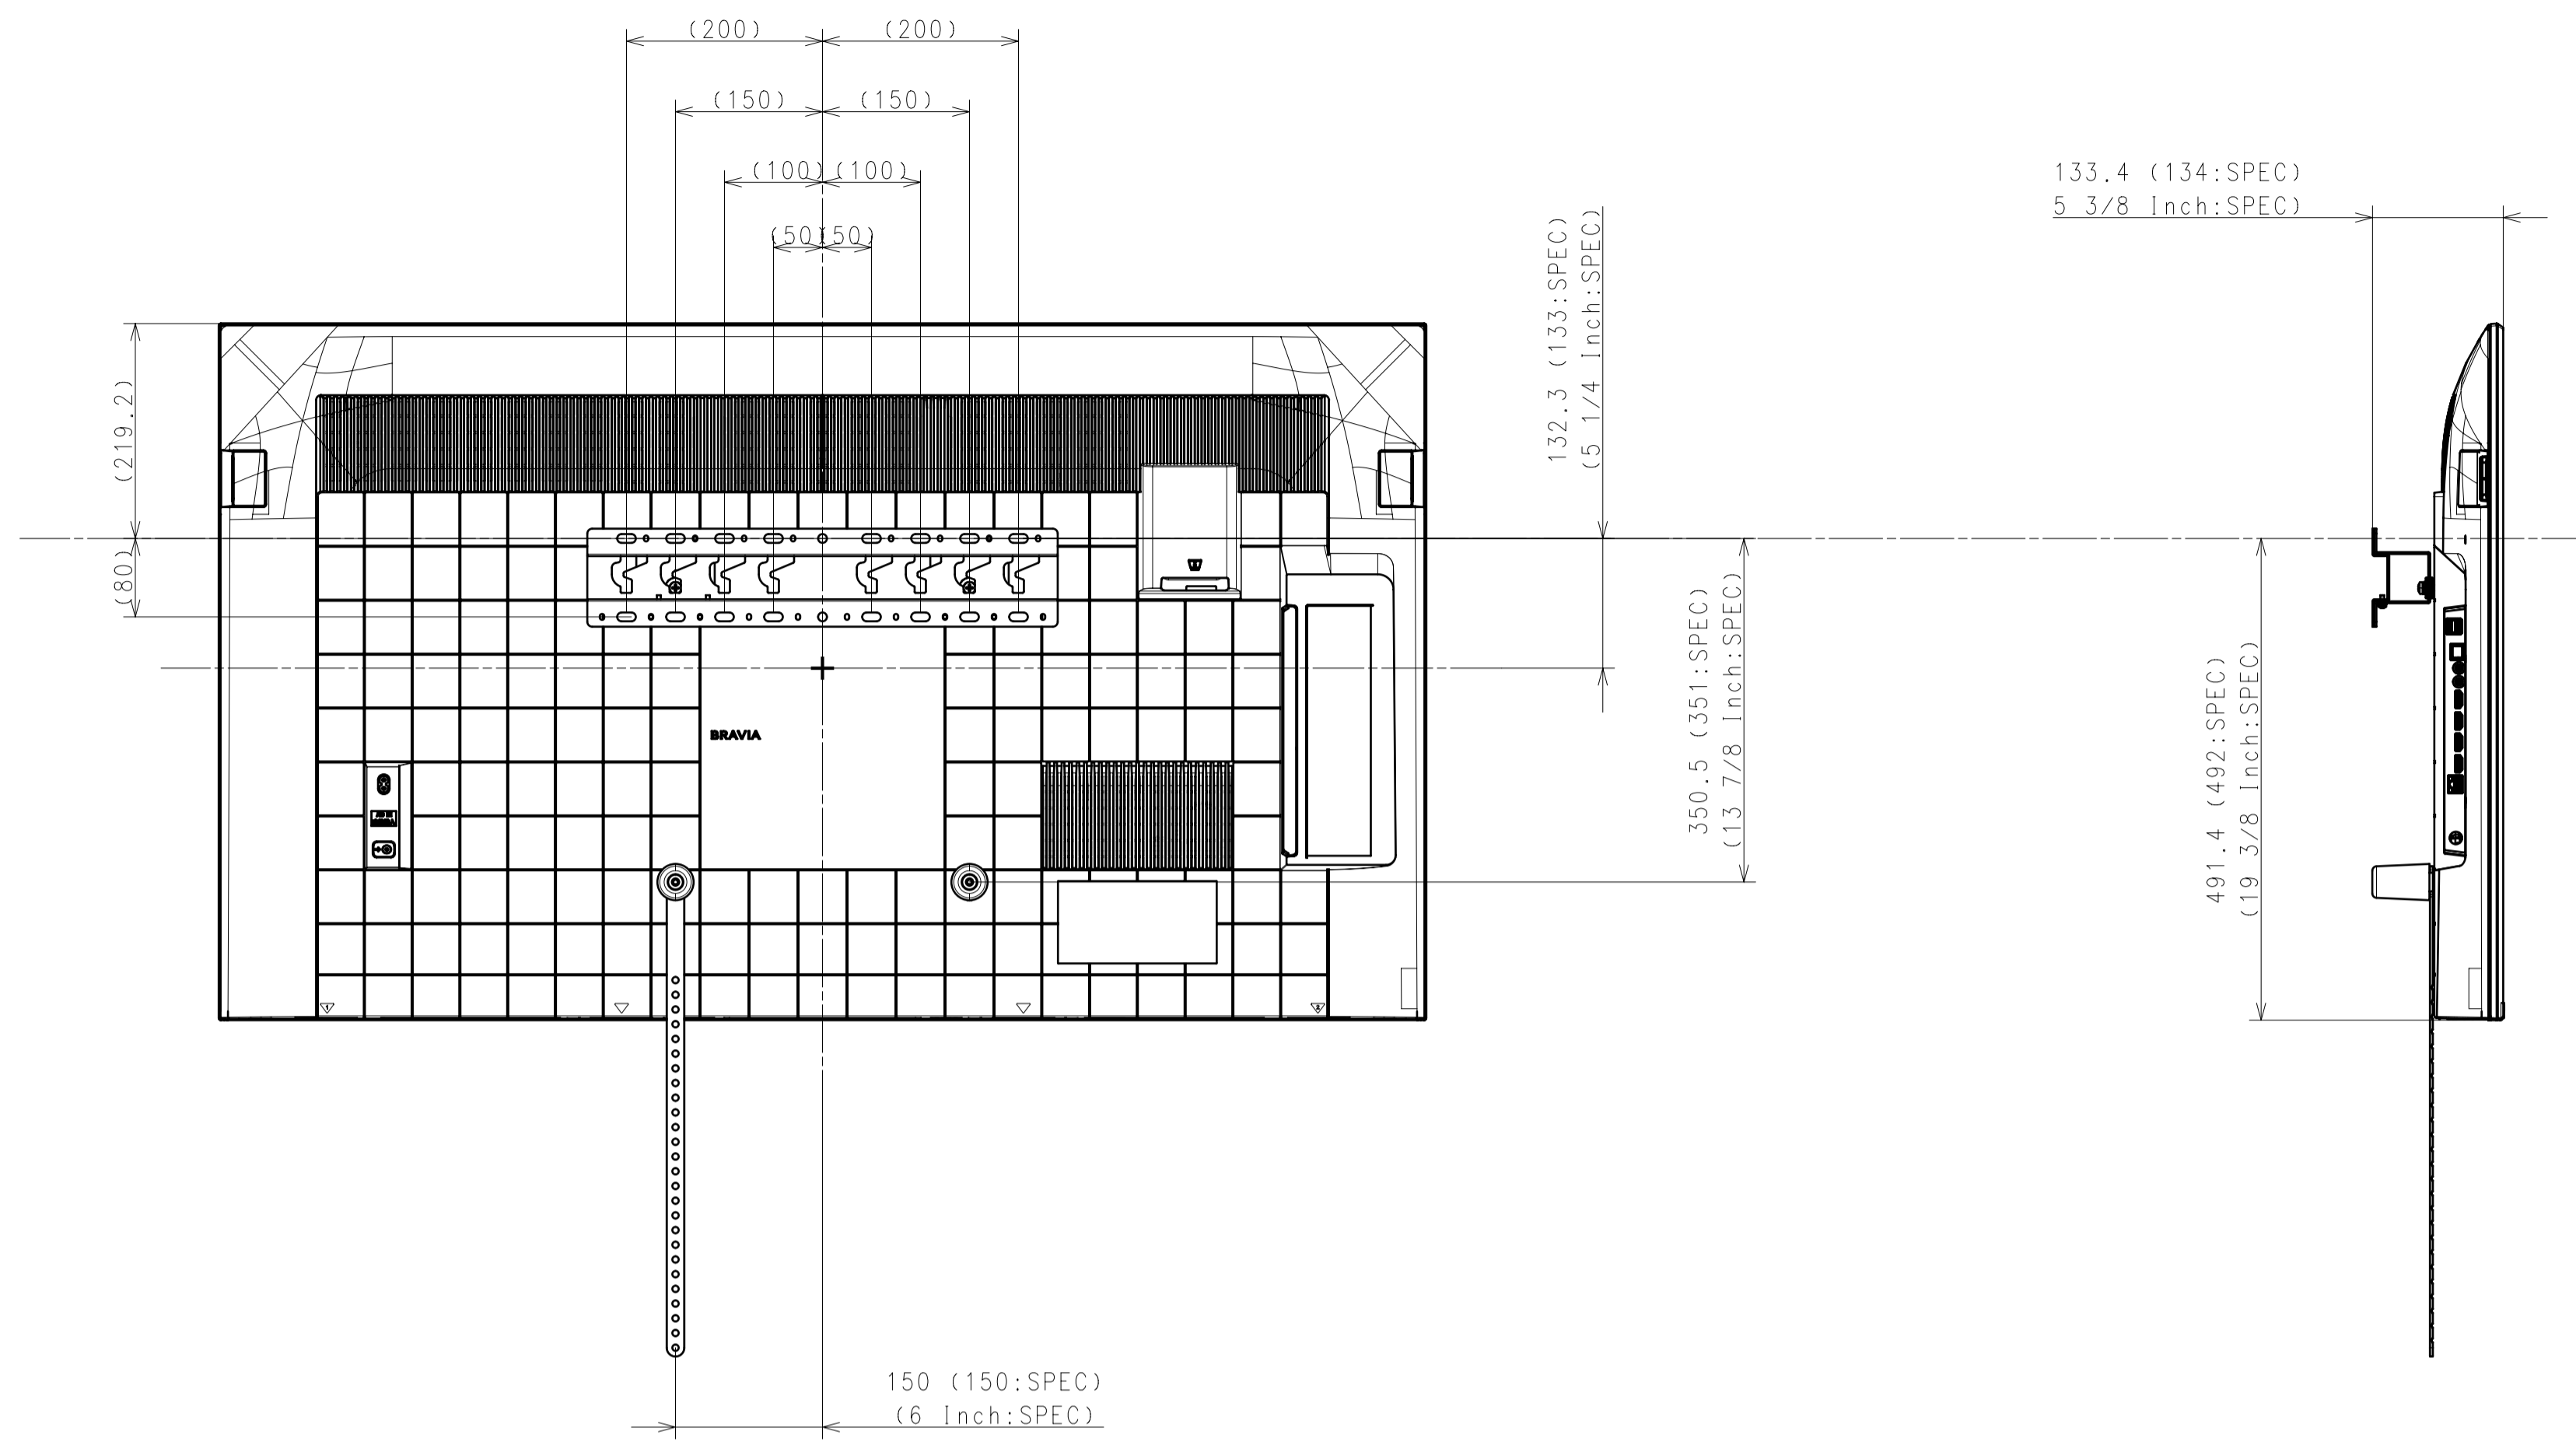 (200) (200)
(150) (150)
(100) (100)
(50) (50)
133.4 (134:SPEC)
5 3/8 Inch:SPEC)
132.3 (133:SPEC)
(5 1/4 Inch:SPEC)
(219.2)
(80)
350.5 (351:SPEC)
(13 7/8 Inch:SPEC)
491.4 (492:SPEC)
(19 3/8 Inch:SPEC)
BRAVIA
150 (150:SPEC)
(6 Inch:SPEC)